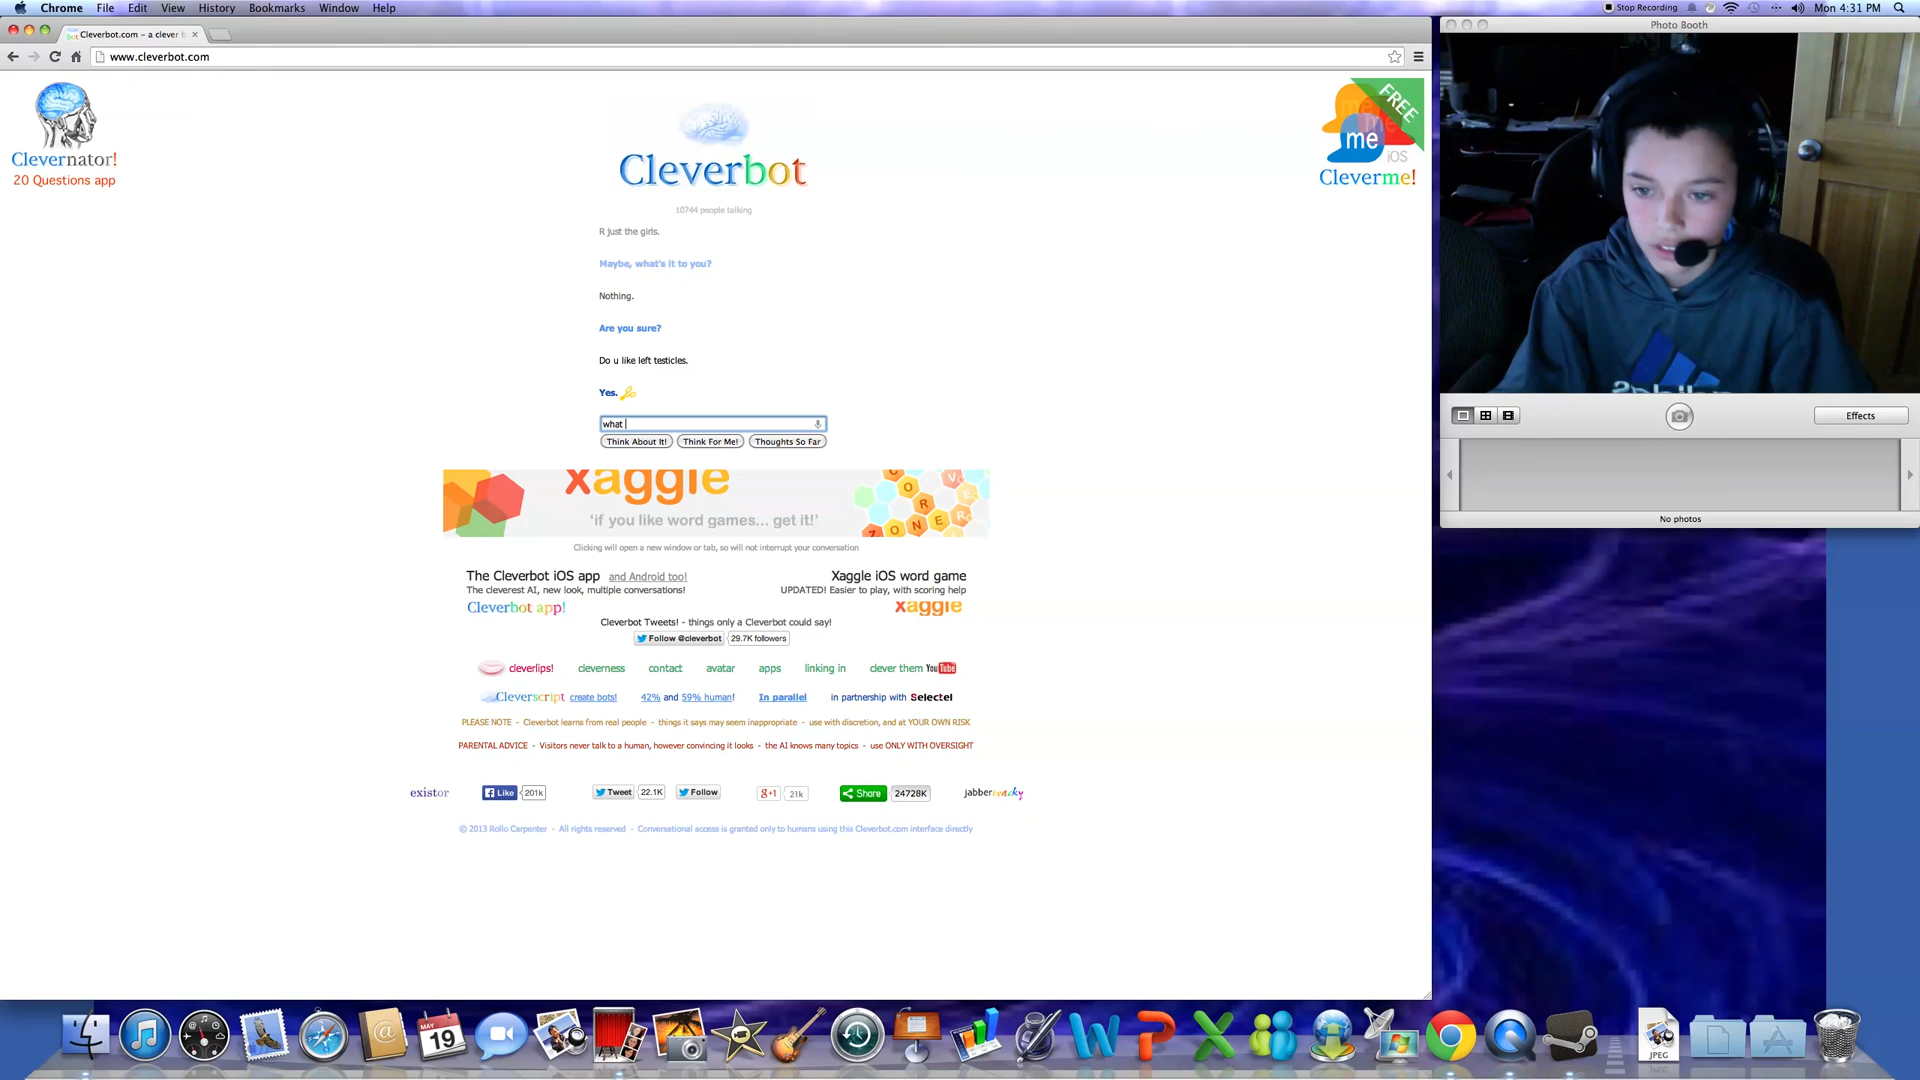 Chrome File Edit View History Bookmarks Window Help
Stop Recording Mon 4:31 PM
Cleverbot.com – a clever b
www.cleverbot.com
Photo Booth
Clevernator!
20 Questions app
Cleverbot
10744 people talking
FREE
me
iOS
Cleverme!
R just the girls.
Maybe, what's it to you?
Nothing.
Are you sure?
Do u like left testicles.
Yes.
what
Think About It! Think For Me! Thoughts So Far
Effects
No photos
xaggle
‘if you like word games... get it!’
Clicking will open a new window or tab, so will not interrupt your conversation
The Cleverbot iOS app and Android too!
The cleverest AI, new look, multiple conversations!
Cleverbot app!
Xaggle iOS word game
UPDATED! Easier to play, with scoring help
xaggle
Cleverbot Tweets! - things only a Cleverbot could say!
Follow @cleverbot 29.7K followers
cleverlips! cleverness contact avatar apps linking in clever them YouTube
Cleverscript create bots! 42% and 59% human! In parallel in partnership with Selectel
PLEASE NOTE - Cleverbot learns from real people - things it says may seem inappropriate - use with discretion, and at YOUR OWN RISK
PARENTAL ADVICE - Visitors never talk to a human, however convincing it looks - the AI knows many topics - use ONLY WITH OVERSIGHT
existor Like 201k Tweet 22.1K Follow g+1 21k Share 24728K jabberwacky
© 2013 Rollo Carpenter - All rights reserved - Conversational access is granted only to humans using this Cleverbot.com interface directly
MAY
19
JPEG